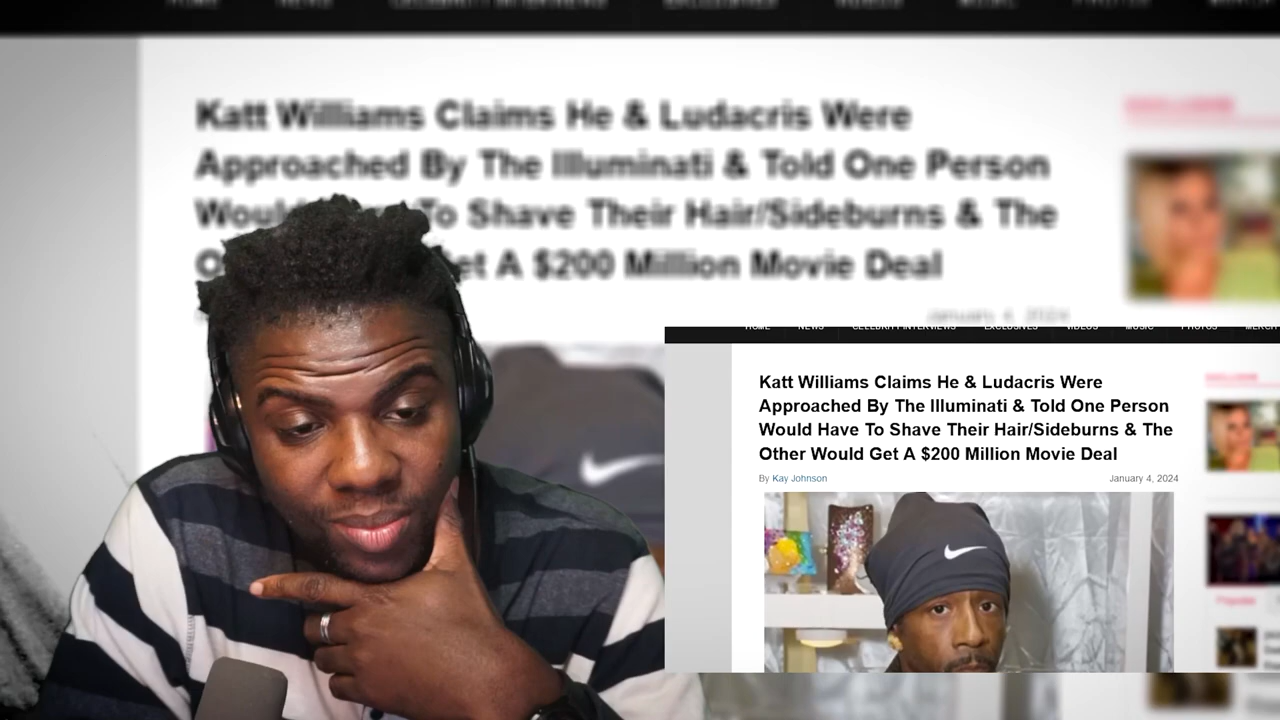 Katt Williams Claims He & Ludacris Were
Approached By The Illuminati & Told One Person
To Shave Their Hair/Sideburns & The
Get A $200 Million Movie Deal
January 4, 2024
HOME NEWS CELEBRITY INTERVIEWS EXCLUSIVES VIDEOS MUSIC PHOTOS
Katt Williams Claims He & Ludacris Were
Approached By The Illuminati & Told One Person
Would Have To Shave Their Hair/Sideburns & The
Other Would Get A $200 Million Movie Deal
By Kay Johnson January 4, 2024